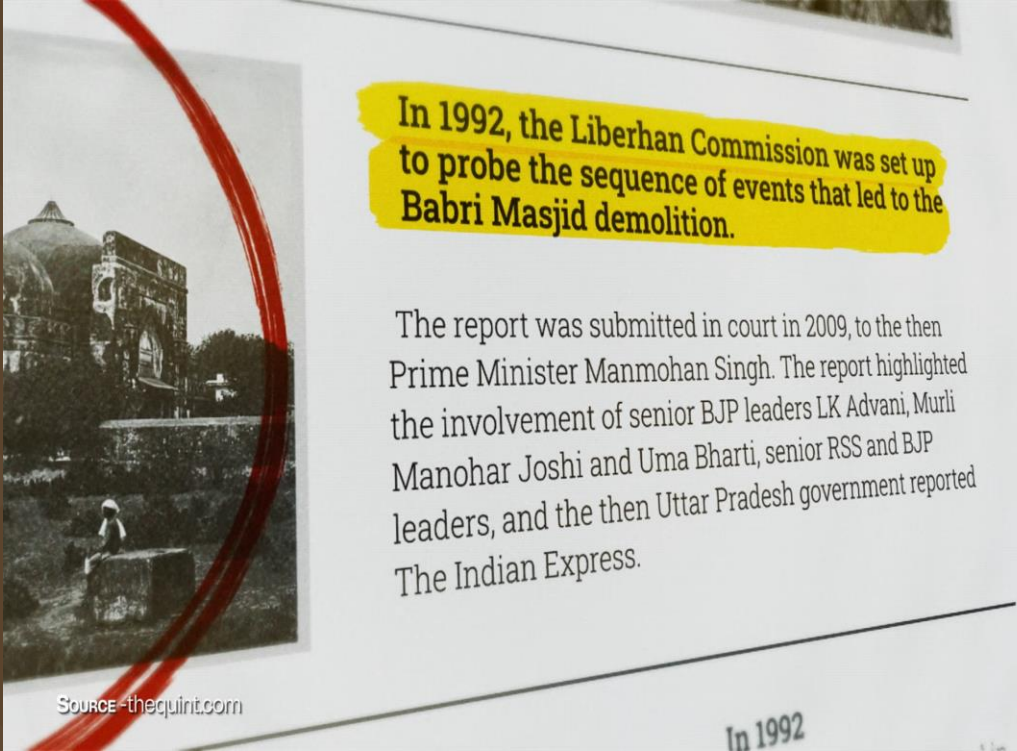 In 1992, the Liberhan Commission was set up
to probe the sequence of events that led to the
Babri Masjid demolition.
The report was submitted in court in 2009, to the then
Prime Minister Manmohan Singh. The report highlighted
the involvement of senior BJP leaders LK Advani, Murli
Manohar Joshi and Uma Bharti, senior RSS and BJP
leaders, and the then Uttar Pradesh government reported
The Indian Express.
SOURCE -thequint.com
In 1992